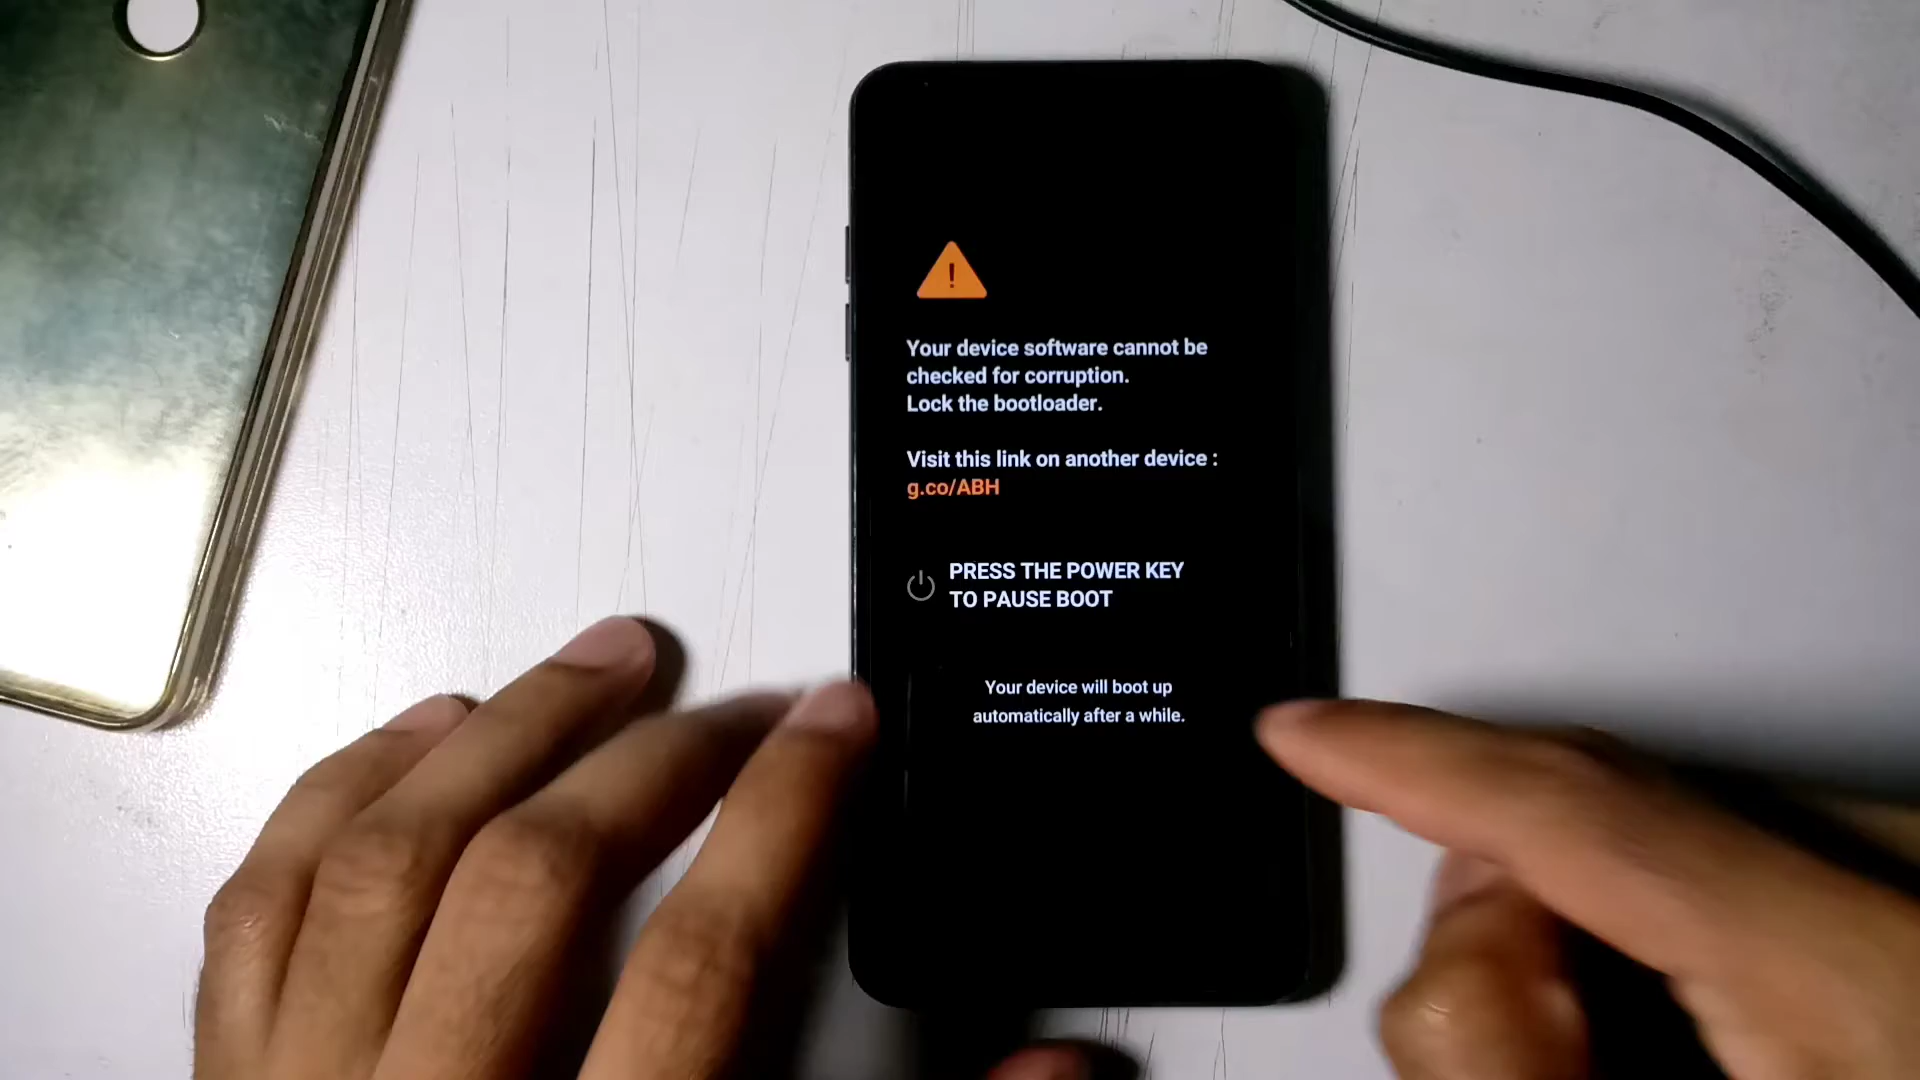 Your device software cannot be
checked for corruption.
Lock the bootloader.
Visit this link on another device :
g.co/ABH
PRESS THE POWER KEY
TO PAUSE BOOT
Your device will boot up
automatically after a while.